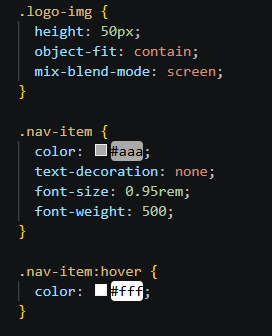 .logo-img {
height: 50px;
object-fit: contain;
mix-blend-mode: screen;
}
.nav-item {
color: #aaa;
text-decoration: none;
font-size: 0.95rem;
font-weight: 500;
}
.nav-item:hover {
color: #fff;
}